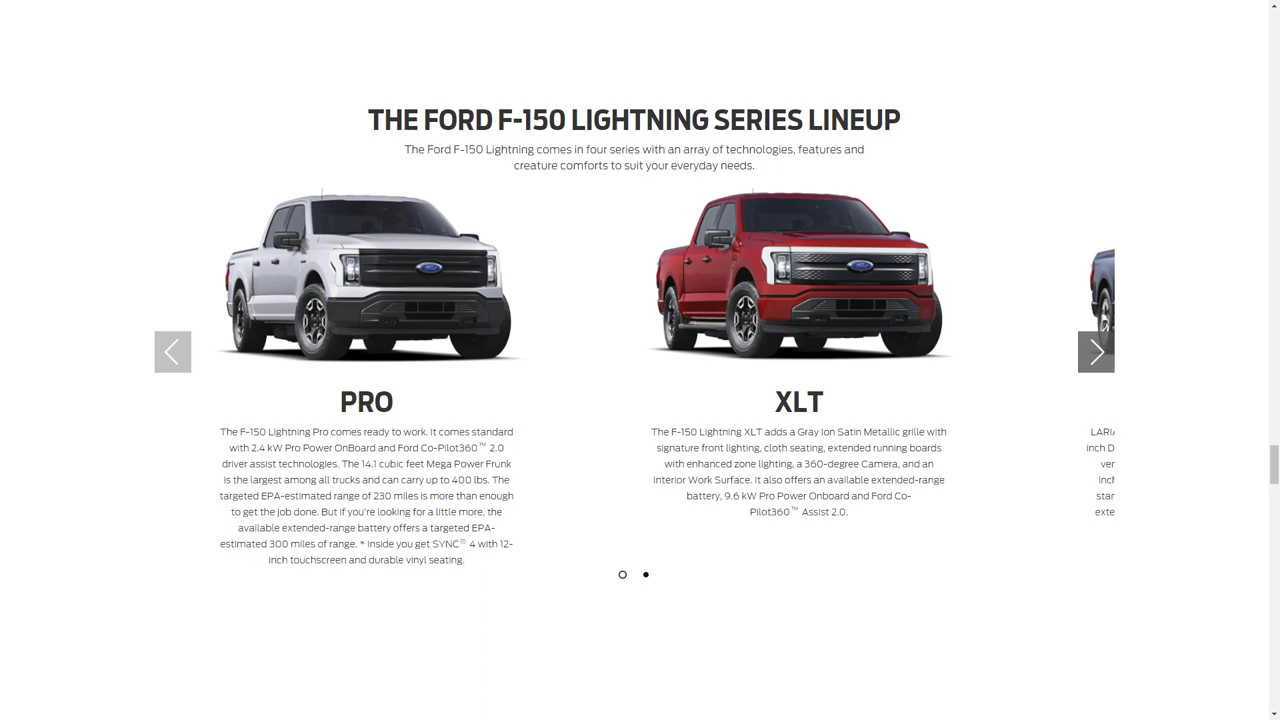 THE FORD F-150 LIGHTNING SERIES LINEUP
The Ford F-150 Lightning comes in four series with an array of technologies, features and
creature comforts to suit your everyday needs.
PRO
The F-150 Lightning Pro comes ready to work. It comes standard
with 2.4 kW Pro Power OnBoard and Ford Co-Pilot360™ 2.0
driver assist technologies. The 14.1 cubic feet Mega Power Frunk
is the largest among all trucks and can carry up to 400 lbs. The
targeted EPA-estimated range of 230 miles is more than enough
to get the job done. But if you're looking for a little more, the
available extended-range battery offers a targeted EPA-
estimated 300 miles of range. * Inside you get SYNC® 4 with 12-
inch touchscreen and durable vinyl seating.
XLT
The F-150 Lightning XLT adds a Gray Ion Satin Metallic grille with
signature front lighting, cloth seating, extended running boards
with enhanced zone lighting, a 360-degree Camera, and an
Interior Work Surface. It also offers an available extended-range
battery, 9.6 kW Pro Power Onboard and Ford Co-
Pilot360™ Assist 2.0.
inch D
ver
inch
star
exte